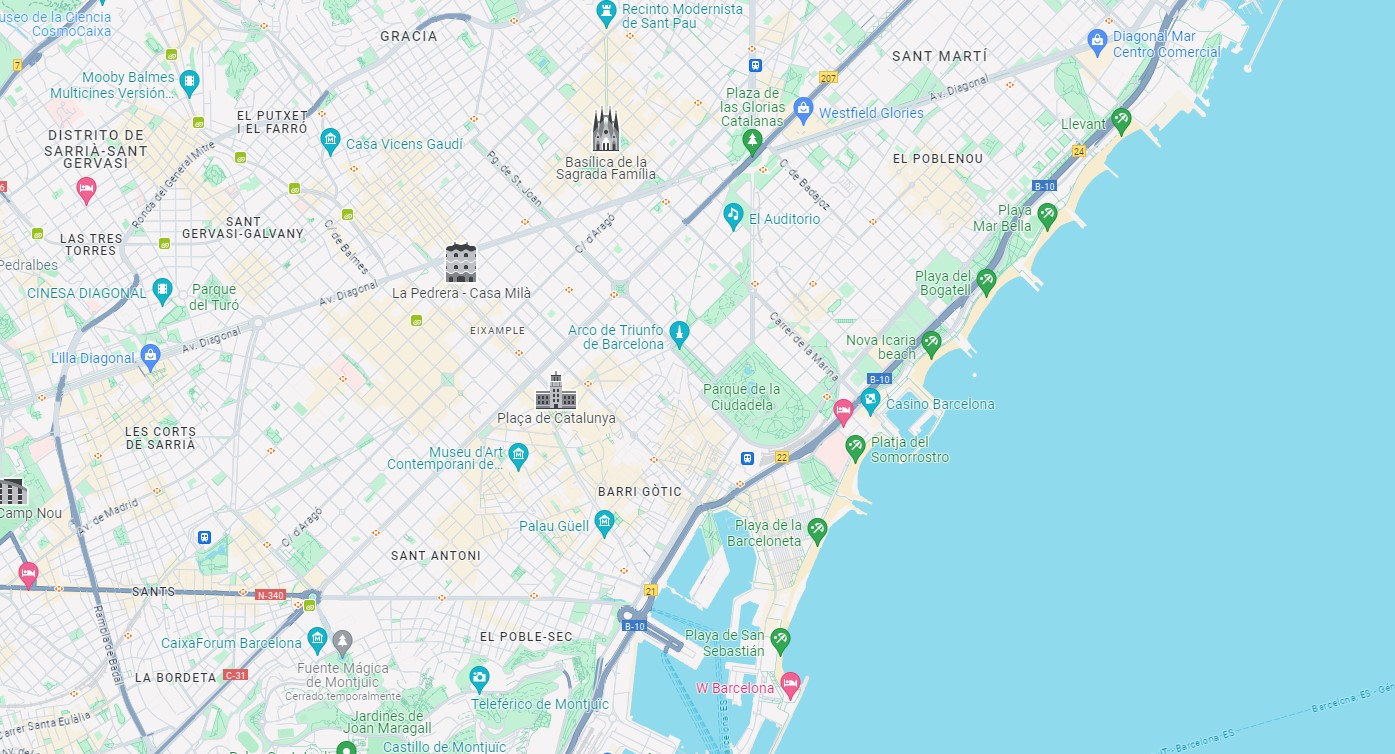 useo de la Ciencia
CosmoCaixa
Recinto Modernista
de Sant Pau
GRACIA
Diagonal Mar
Centro Comercial
SANT MARTÍ
7
Mooby Balmes
Multicines Versión...
207
Av. Diagonal
Plaza de
las Glorias
Catalanas
Westfield Glories
EL PUTXET
I EL FARRÓ
Llevant
DISTRITO DE
SARRIÀ-SANT
GERVASI
Casa Vicens Gaudí
24
Basílica de la
Sagrada Família
EL POBLENOU
Pg. de St. Joan
C. de Badajoz
Ronda del General Mitre
6
B-10
Playa
Mar Bella
El Auditorio
SANT
GERVASI-GALVANY
C/ d'Aragó
C/ de Balmes
LAS TRES
TORRES
Pedralbes
Playa del
Bogatell
CINESA DIAGONAL
Parque
del Turó
Av. Diagonal
La Pedrera - Casa Milà
EIXAMPLE
Arco de Triunfo
de Barcelona
Carrer de la Marina
Nova Icaria
beach
Av. Diagonal
L'illa Diagonal
B-10
Parque de la
Ciudadela
Casino Barcelona
Plaça de Catalunya
LES CORTS
DE SARRIÀ
Museu d'Art
Contemporani de...
Platja del
Somorrostro
22
BARRI GÒTIC
Camp Nou
Av. de Madrid
C/ d'Aragó
Palau Güell
Playa de la
Barceloneta
SANT ANTONI
SANTS
N-340
21
Rambla de Badal
B-10
EL POBLE-SEC
CaixaForum Barcelona
Playa de San
Sebastián
LA BORDETA
C-31
Fuente Mágica
de Montjuïc
Cerrado temporalmente
W Barcelona
Teleférico de Montjuïc
Carrer Santa Eulàlia
Jardines de
Joan Maragall
Castillo de Montjuïc
Barcelona, ES - Gén
- Barcelona, ES